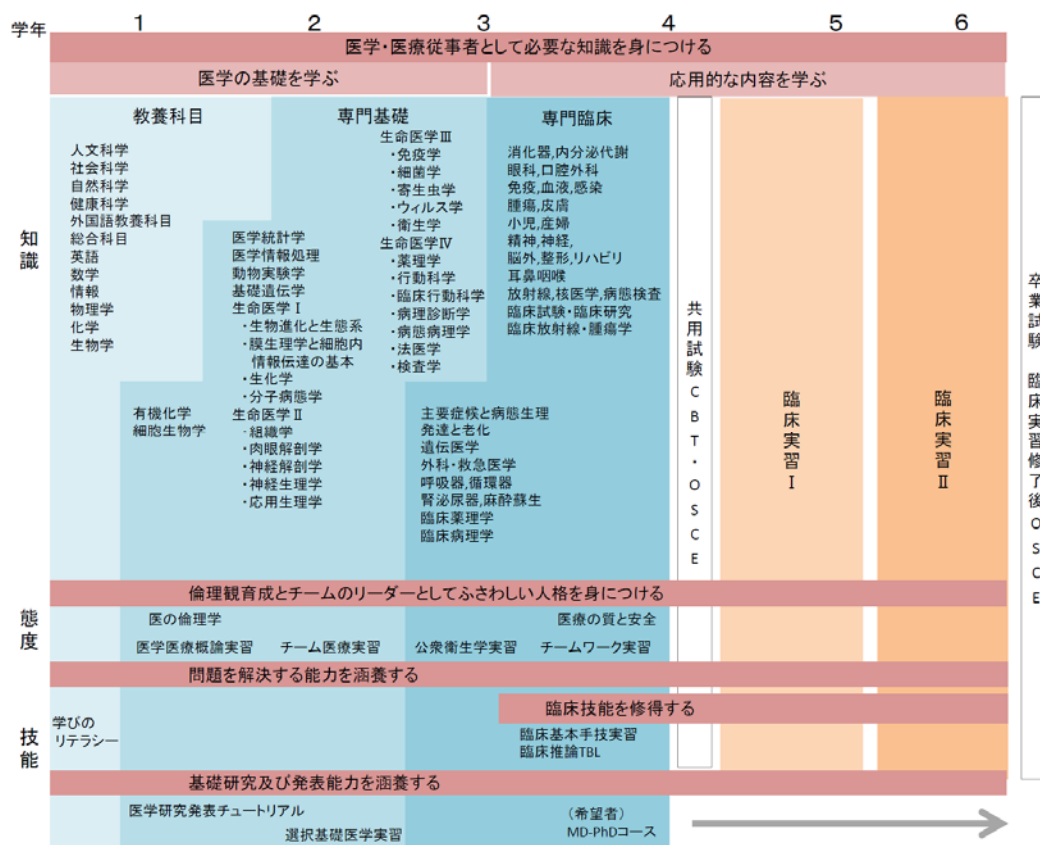 学年 1 2 3 4 5 6
医学・医療従事者として必要な知識を身につける
医学の基礎を学ぶ
応用的な内容を学ぶ
知識
教養科目
人文科学
社会科学
自然科学
健康科学
外国語教養科目
総合科目
英語
数学
情報
物理学
化学
生物学
有機化学
細胞生物学
専門基礎
医学統計学
医学情報処理
動物実験学
基礎遺伝学
生命医学Ⅰ
・生物進化と生態系
・膜生理学と細胞内
情報伝達の基本
・生化学
・分子病態学
生命医学Ⅱ
・組織学
・肉眼解剖学
・神経解剖学
・神経生理学
・応用生理学
生命医学Ⅲ
・免疫学
・細菌学
・寄生虫学
・ウィルス学
・衛生学
生命医学Ⅳ
・薬理学
・行動科学
・臨床行動科学
・病理診断学
・病態病理学
・法医学
・検査学
専門臨床
消化器,内分泌代謝
眼科,口腔外科
免疫,血液,感染
腫瘍,皮膚
小児,産婦
精神,神経,
脳外,整形,リハビリ
耳鼻咽喉
放射線,核医学,病態検査
臨床試験・臨床研究
臨床放射線・腫瘍学
主要症候と病態生理
発達と老化
遺伝医学
外科・救急医学
呼吸器,循環器
腎泌尿器,麻酔蘇生
臨床薬理学
臨床病理学
共用試験CBT・OSCE
臨床実習Ⅰ
臨床実習Ⅱ
卒業試験 臨床実習修了後OSCE
倫理観育成とチームのリーダーとしてふさわしい人格を身につける
態度
医の倫理学
医療の質と安全
医学医療概論実習
チーム医療実習
公衆衛生学実習
チームワーク実習
問題を解決する能力を涵養する
臨床技能を修得する
技能
学びの
リテラシー
臨床基本手技実習
臨床推論TBL
基礎研究及び発表能力を涵養する
医学研究発表チュートリアル
選択基礎医学実習
（希望者）
MD-PhDコース